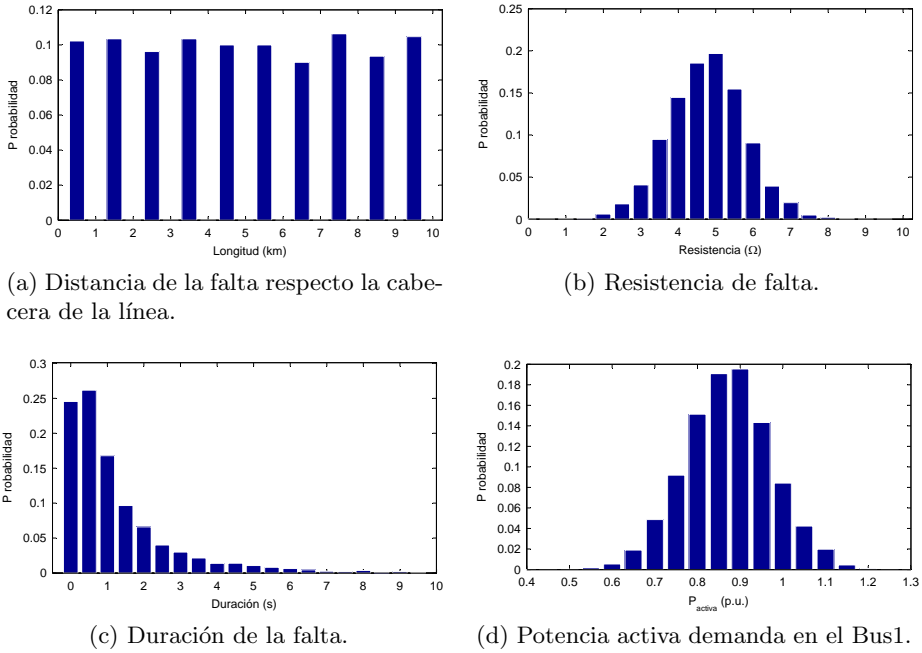 0.12
0.1
0.08
0.06
0.04
0.02
0
P robabilidad
0 1 2 3 4 5 6 7 8 9 10
Longitud (km)
(a) Distancia de la falta respecto la cabe-
cera de la línea.
0.25
0.2
0.15
0.1
0.05
0
P robabilidad
0 1 2 3 4 5 6 7 8 9 10
Resistencia (Ω)
(b) Resistencia de falta.
0.3
0.25
0.2
0.15
0.1
0.05
0
P robabilidad
0 1 2 3 4 5 6 7 8 9 10
Duración (s)
(c) Duración de la falta.
0.2
0.18
0.16
0.14
0.12
0.1
0.08
0.06
0.04
0.02
0
P robabilidad
0.4 0.5 0.6 0.7 0.8 0.9 1 1.1 1.2 1.3
P activa (p.u.)
(d) Potencia activa demanda en el Bus1.